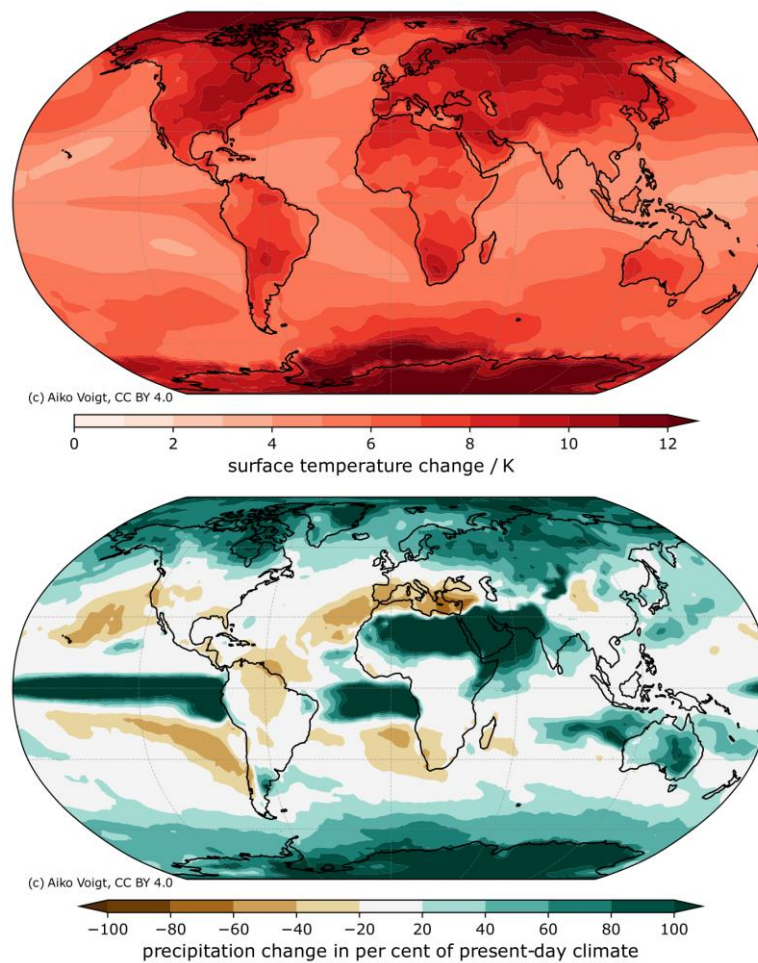 (c) Aiko Voigt, CC BY 4.0
0 2 4 6 8 10 12
surface temperature change / K
(c) Aiko Voigt, CC BY 4.0
−100 −80 −60 −40 −20 20 40 60 80 100
precipitation change in per cent of present-day climate